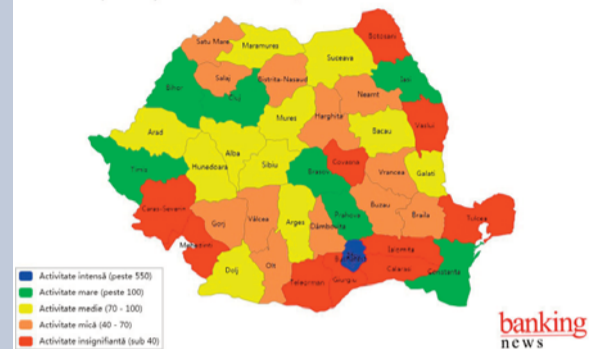 Botosani
Satu Mare
Maramures
Suceava
Iasi
Salaj
Bistrita-Nasaud
Bihor
Cluj
Neamt
Mures
Harghita
Vaslui
Arad
Bacau
Alba
Covasna
Timis
Hunedoara
Sibiu
Brasov
Vrancea
Galati
Caras-Severin
Buzau
Braila
Tulcea
Gorj
Vâlcea
Arges
Prahova
Dâmbovita
Ialomita
Dolj
Olt
Calarasi
Constanta
Teleorman
Giurgiu
Activitate intensă (peste 550)
Activitate mare (peste 100)
Activitate medie (70 - 100)
Activitate mică (40 - 70)
Activitate insignifiantă (sub 40)
banking
news